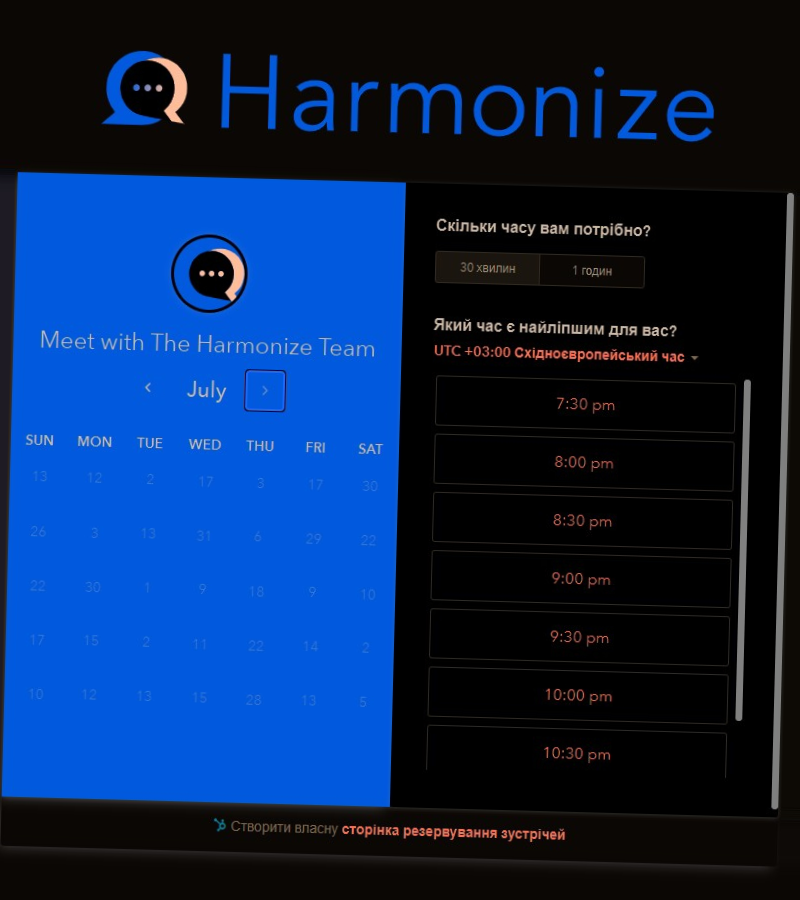 Harmonize
Meet with The Harmonize Team
July
SUN MON TUE WED THU FRI SAT
13 12 2 17 3 17 30
26 3 13 31 6 29 22
22 30 1 9 18 9 10
17 15 2 11 22 14 2
10 12 13 15 28 13 5
Скільки часу вам потрібно?
30 хвилин 1 годин
Який час є найліпшим для вас?
UTC +03:00 Східноєвропейський час
7:30 pm
8:00 pm
8:30 pm
9:00 pm
9:30 pm
10:00 pm
10:30 pm
Створити власну сторінка резервування зустрічей